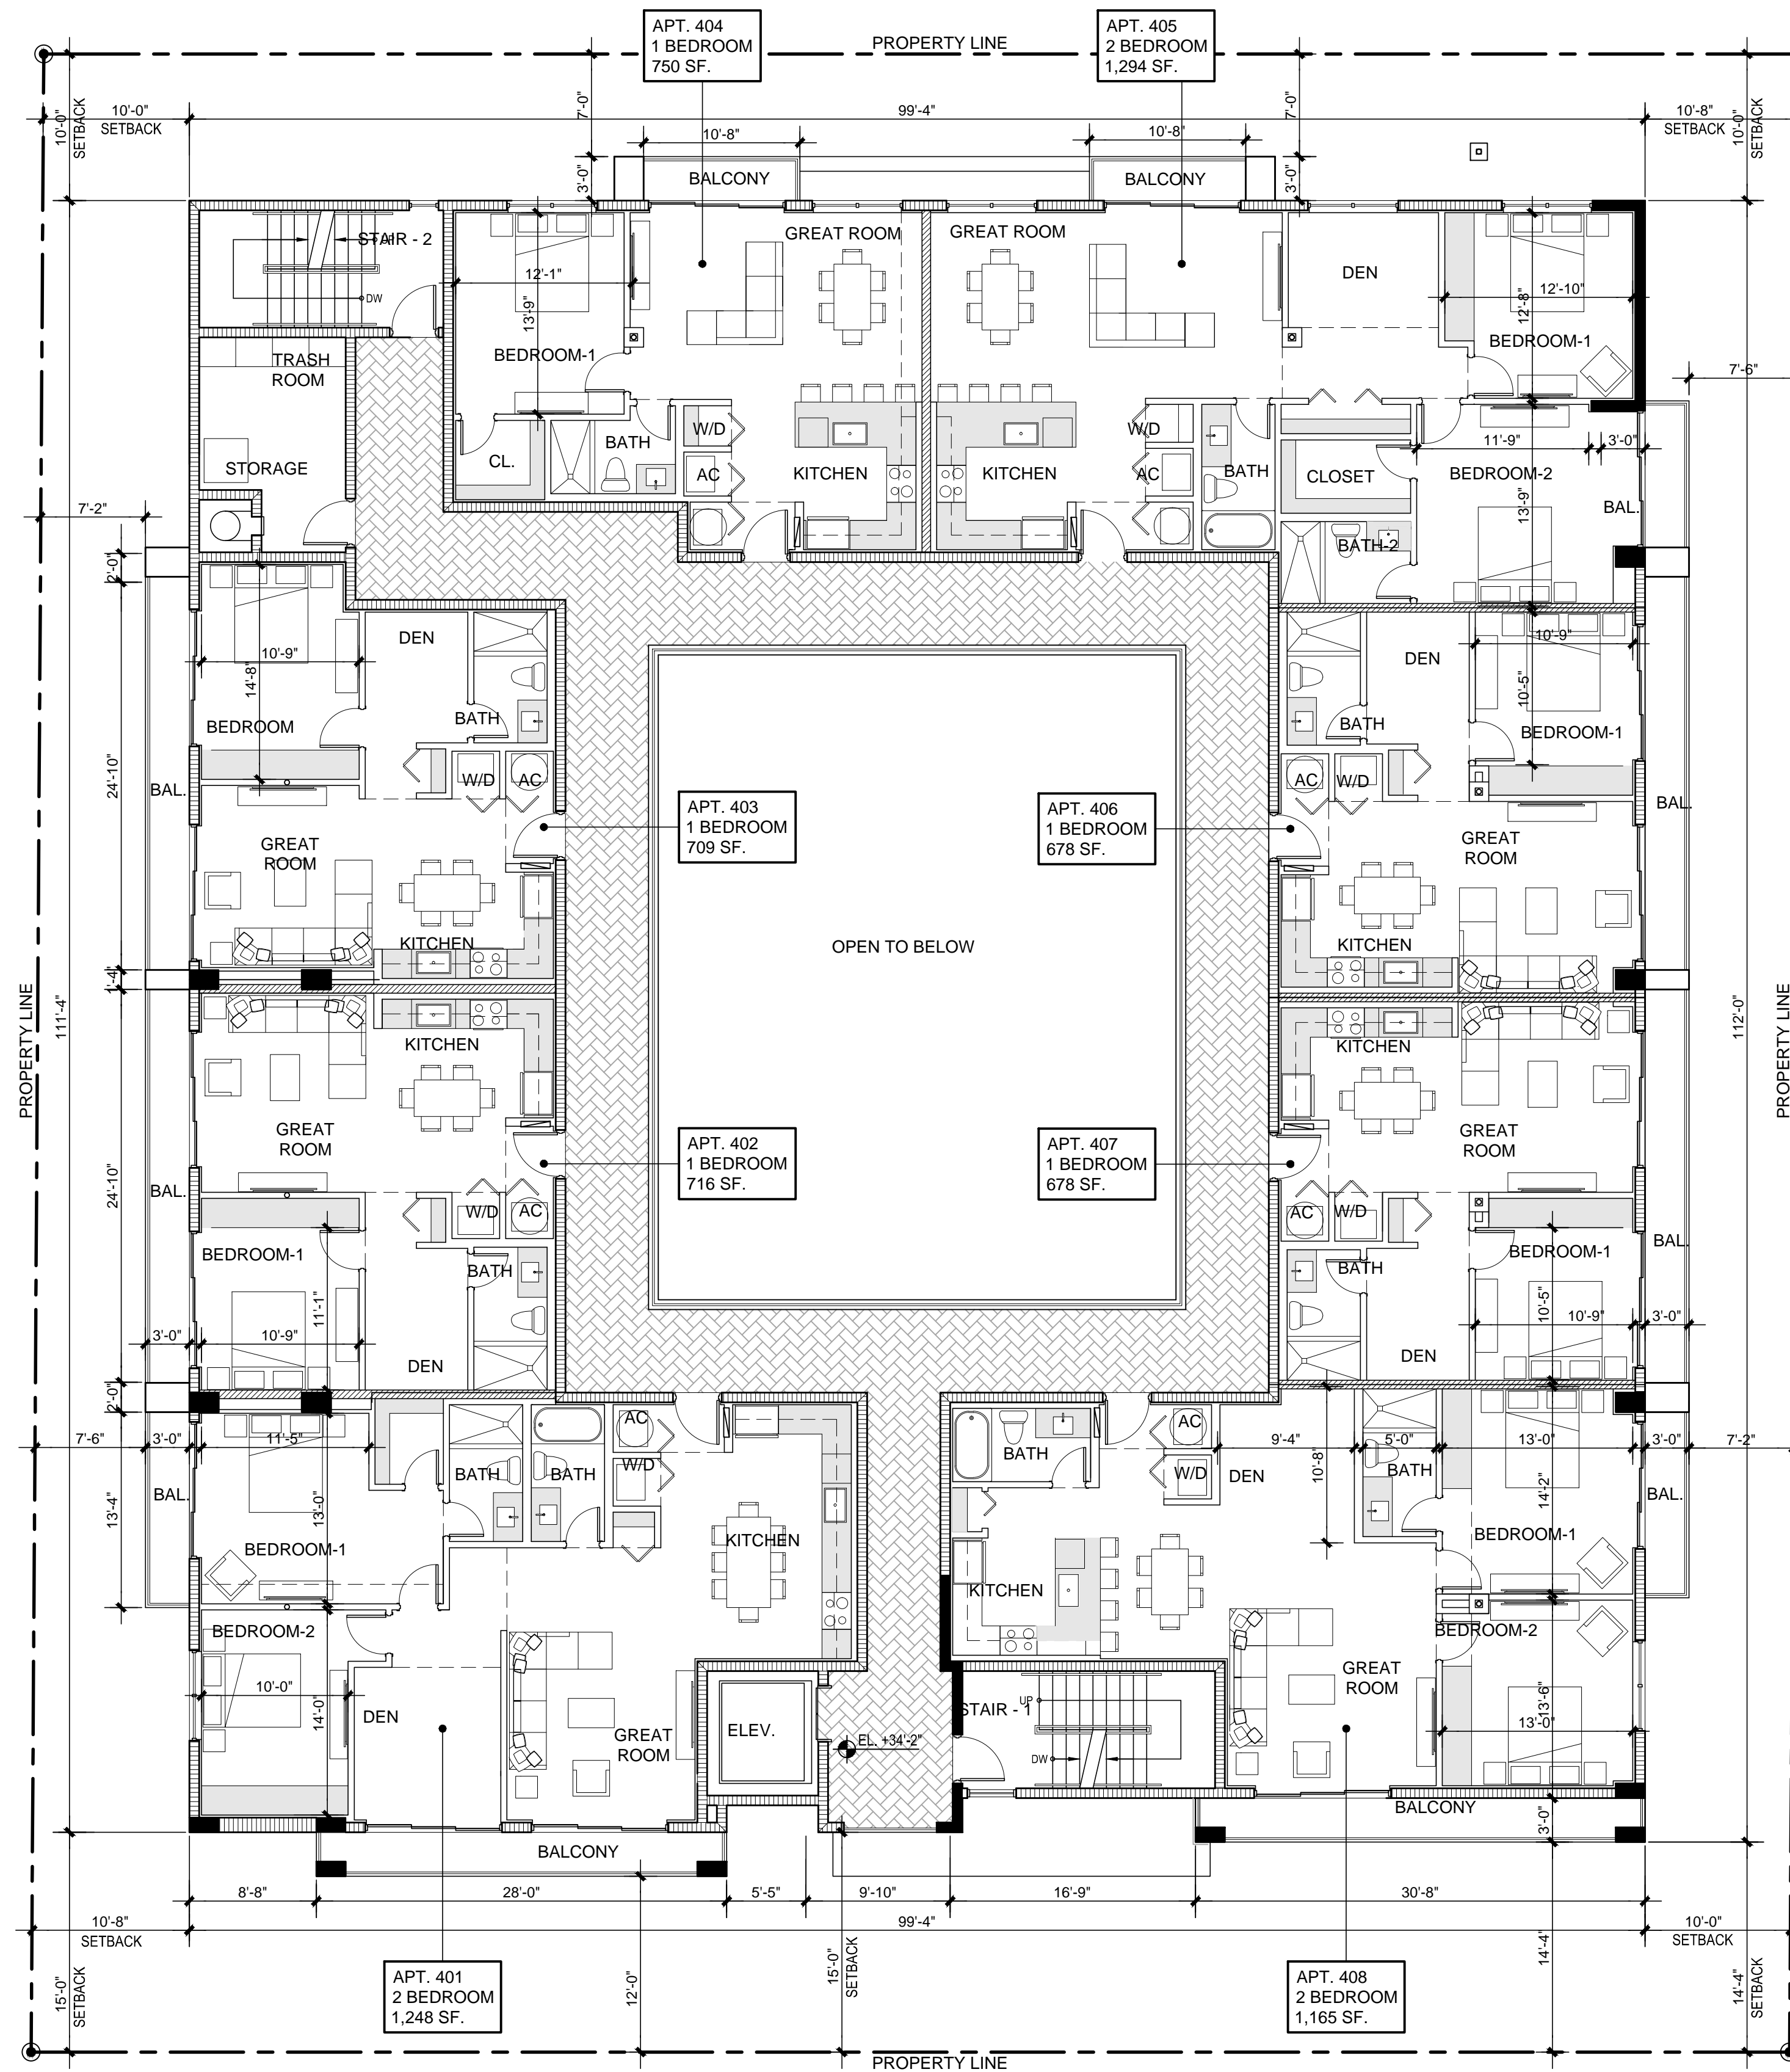 APT. 404
1 BEDROOM
750 SF.
PROPERTY LINE
APT. 405
2 BEDROOM
1,294 SF.
10'-0"
SETBACK
10'-0"
SETBACK
7'-0"
99'-4"
7'-0"
10'-8"
SETBACK
10'-0"
SETBACK
10'-8"
10'-8"
3'-0"
BALCONY
BALCONY
3'-0"
STAIR - 2
UP
DW
12'-1"
13'-9"
BEDROOM-1
GREAT ROOM
GREAT ROOM
DEN
12'-8"
12'-10"
BEDROOM-1
TRASH
ROOM
7'-6"
STORAGE
CL.
BATH
W/D
AC
KITCHEN
KITCHEN
W/D
AC
BATH
CLOSET
11'-9"
3'-0"
BEDROOM-2
13'-9"
BAL.
BATH-2
7'-2"
2'-0"
DEN
10'-9"
14'-8"
BEDROOM
BATH
W/D
AC
24'-10"
BAL.
GREAT
ROOM
KITCHEN
APT. 403
1 BEDROOM
709 SF.
APT. 406
1 BEDROOM
678 SF.
DEN
10'-9"
10'-5"
BATH
BEDROOM-1
AC
W/D
BAL.
GREAT
ROOM
KITCHEN
OPEN TO BELOW
1'-4"
PROPERTY LINE
111'-4"
112'-0"
PROPERTY LINE
KITCHEN
GREAT
ROOM
24'-10"
BAL.
W/D
AC
BEDROOM-1
BATH
11'-1"
3'-0"
10'-9"
DEN
2'-0"
APT. 402
1 BEDROOM
716 SF.
APT. 407
1 BEDROOM
678 SF.
KITCHEN
GREAT
ROOM
AC
W/D
BEDROOM-1
BATH
BAL.
10'-5"
10'-9"
3'-0"
DEN
7'-6"
3'-0"
11'-5"
BATH
BATH
AC
W/D
BAL.
13'-4"
13'-0"
BEDROOM-1
KITCHEN
BATH
AC
W/D
DEN
9'-4"
10'-8"
5'-0"
BATH
13'-0"
14'-2"
3'-0"
7'-2"
BAL.
BEDROOM-1
KITCHEN
BEDROOM-2
10'-0"
14'-0"
DEN
GREAT
ROOM
ELEV.
EL. +34'-2"
STAIR - 1
UP
DW
GREAT
ROOM
BEDROOM-2
13'-6"
13'-0"
BALCONY
BALCONY
3'-0"
8'-8"
28'-0"
5'-5"
9'-10"
16'-9"
30'-8"
10'-8"
SETBACK
99'-4"
10'-0"
SETBACK
15'-0"
SETBACK
APT. 401
2 BEDROOM
1,248 SF.
12'-0"
15'-0"
SETBACK
APT. 408
2 BEDROOM
1,165 SF.
14'-4"
14'-4"
SETBACK
PROPERTY LINE